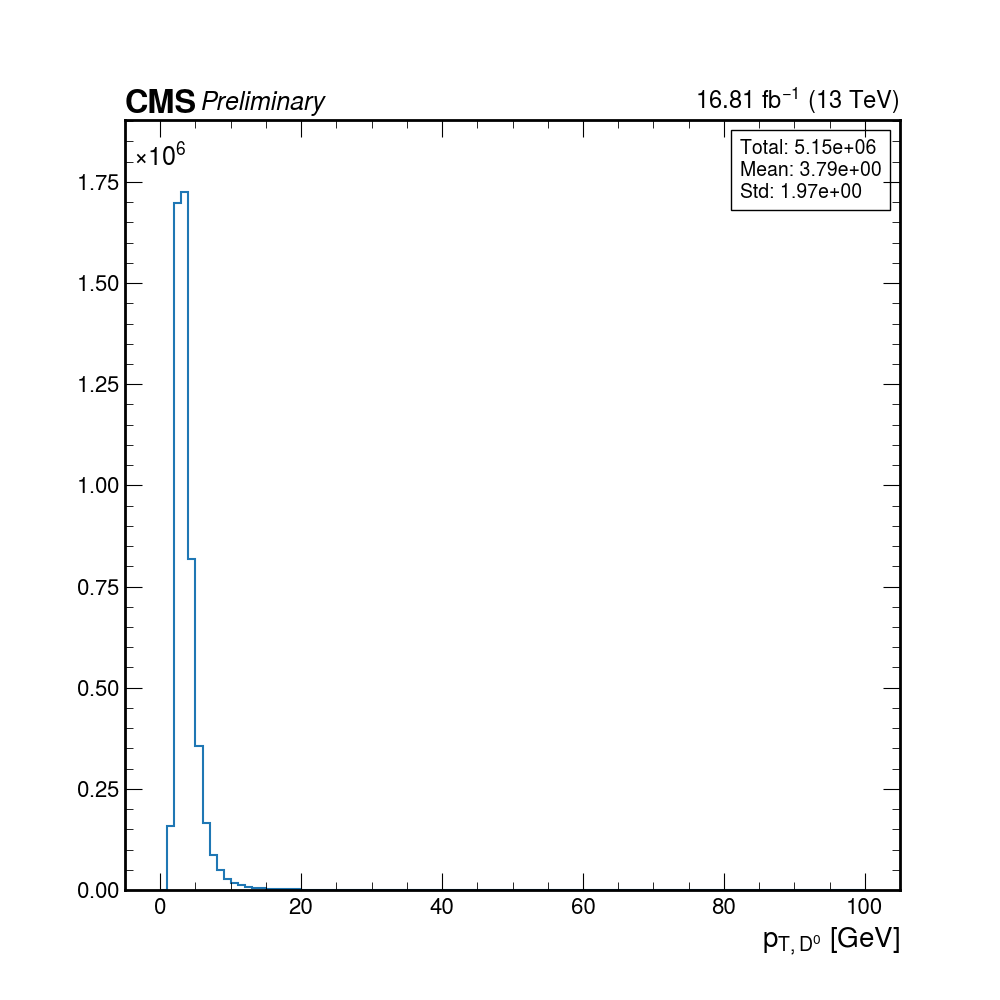 CMS Preliminary 16.81 fb⁻¹ (13 TeV)
×10⁶
Total: 5.15e+06
Mean: 3.79e+00
Std: 1.97e+00
1.75
1.50
1.25
1.00
0.75
0.50
0.25
0.00
0 20 40 60 80 100
p_T, D⁰ [GeV]